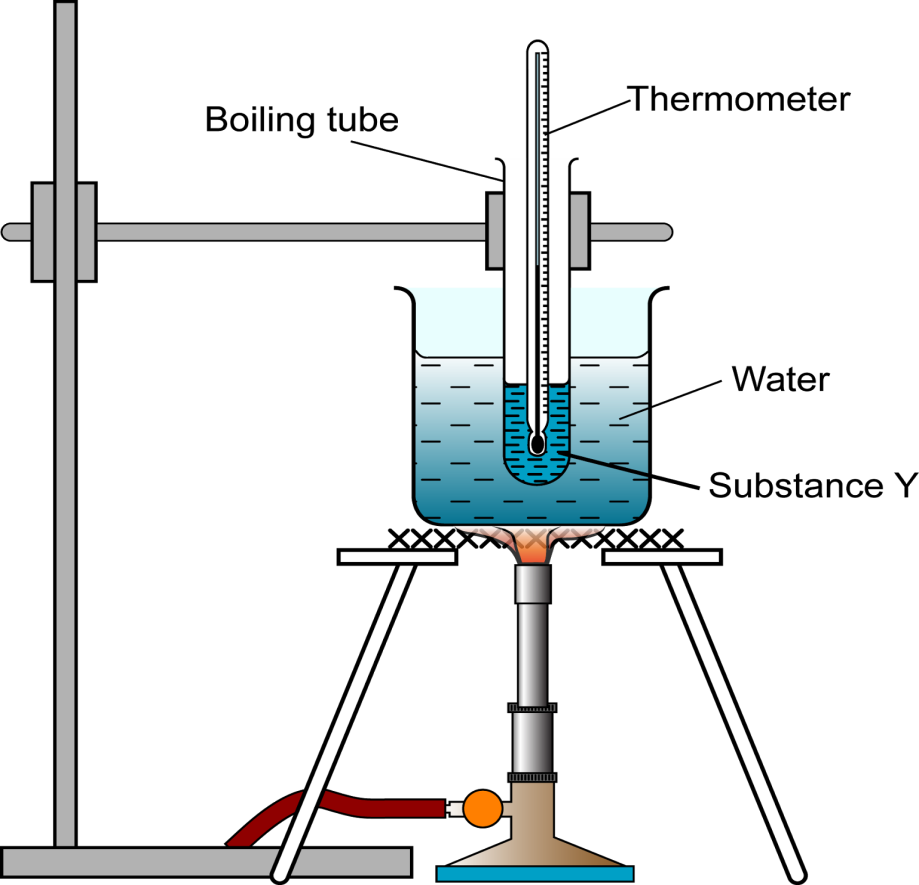 Thermometer
Boiling tube
Water
Substance Y